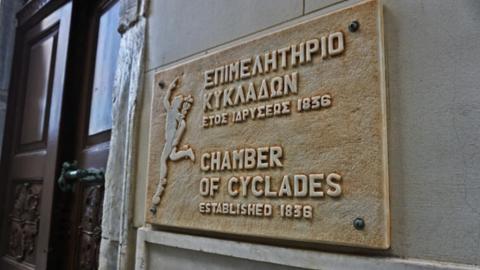 ΕΠΙΜΕΛΗΤΗΡΙΟ
ΚΥΚΛΑΔΩΝ
ΕΤΟΣ ΙΔΡΥΣΕΩΣ 1836
CHAMBER
OF CYCLADES
ESTABLISHED 1836